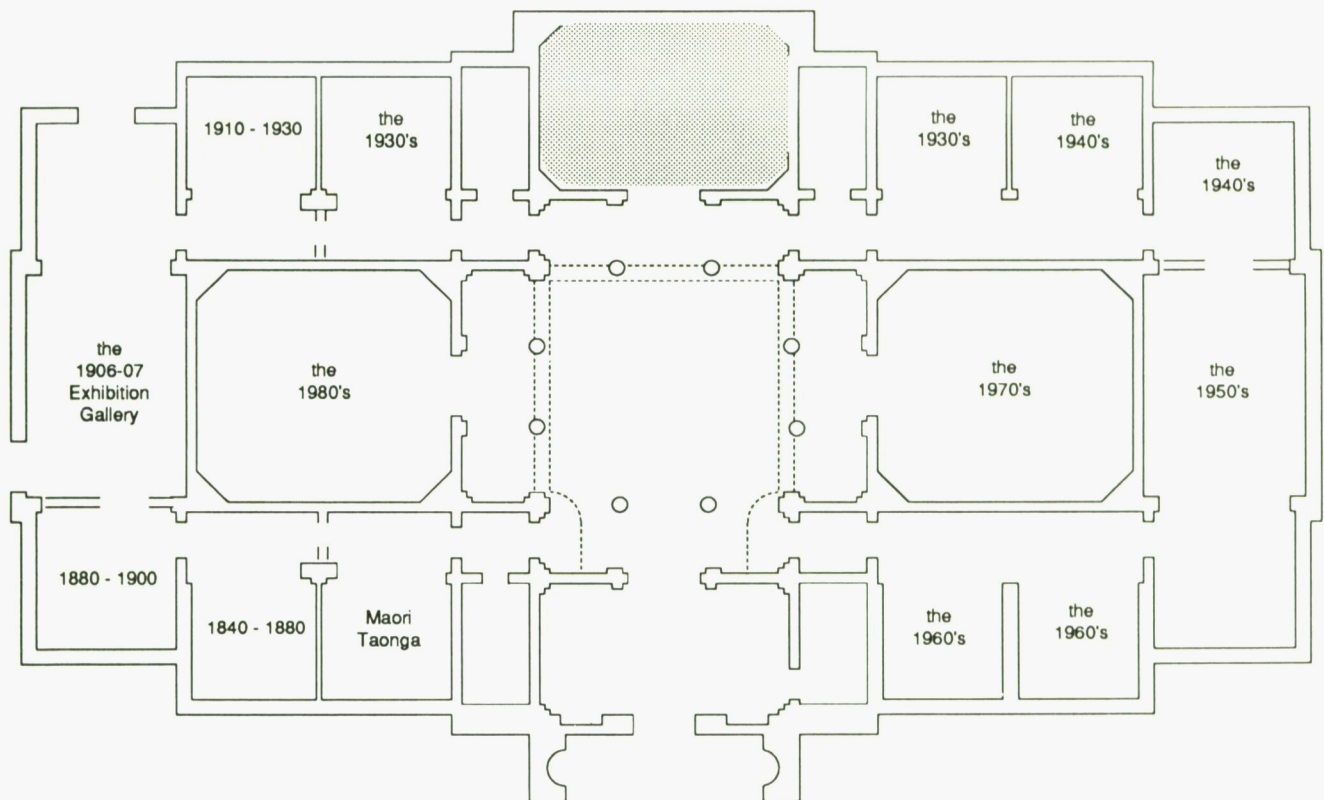 1910 - 1930
the
1930's
the
1930's
the
1940's
the
1940's
the
1906-07
Exhibition
Gallery
the
1980's
the
1970's
the
1950's
1880 - 1900
1840 - 1880
Maori
Taonga
the
1960's
the
1960's